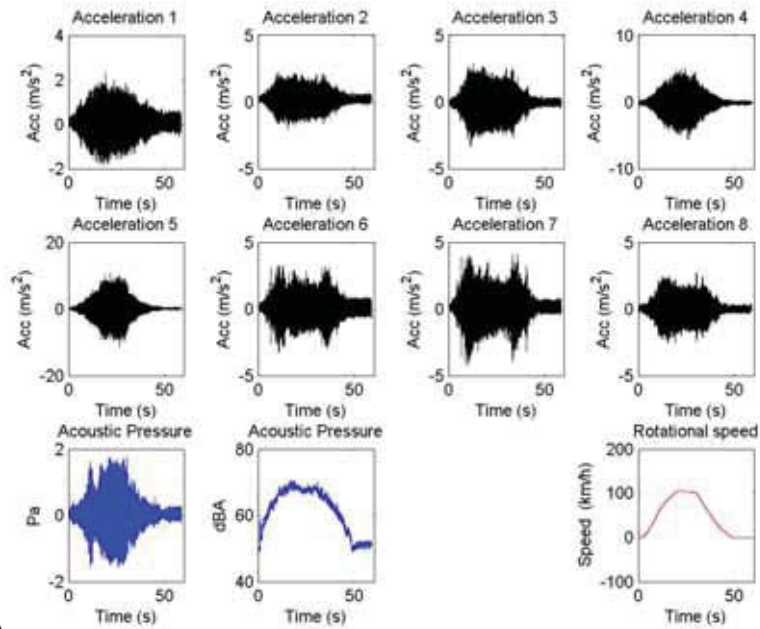 Acceleration 1 Acceleration 2 Acceleration 3 Acceleration 4
4 5 5 10
2 0 0 0
0
-2 -5 -5 -10
Acc (m/s²) Acc (m/s²) Acc (m/s²) Acc (m/s²)
0 50 0 50 0 50 0 50
Time (s) Time (s) Time (s) Time (s)
Acceleration 5 Acceleration 6 Acceleration 7 Acceleration 8
20 5 5 5
0 0 0 0
-20 -5 -5 -5
Acc (m/s²) Acc (m/s²) Acc (m/s²) Acc (m/s²)
0 50 0 50 0 50 0 50
Time (s) Time (s) Time (s) Time (s)
Acoustic Pressure Acoustic Pressure Rotational speed
2 80 200
100
0 60 0
-2 40 -100
Pa dBA Speed (km/h)
0 50 0 50 0 50
Time (s) Time (s) Time (s)